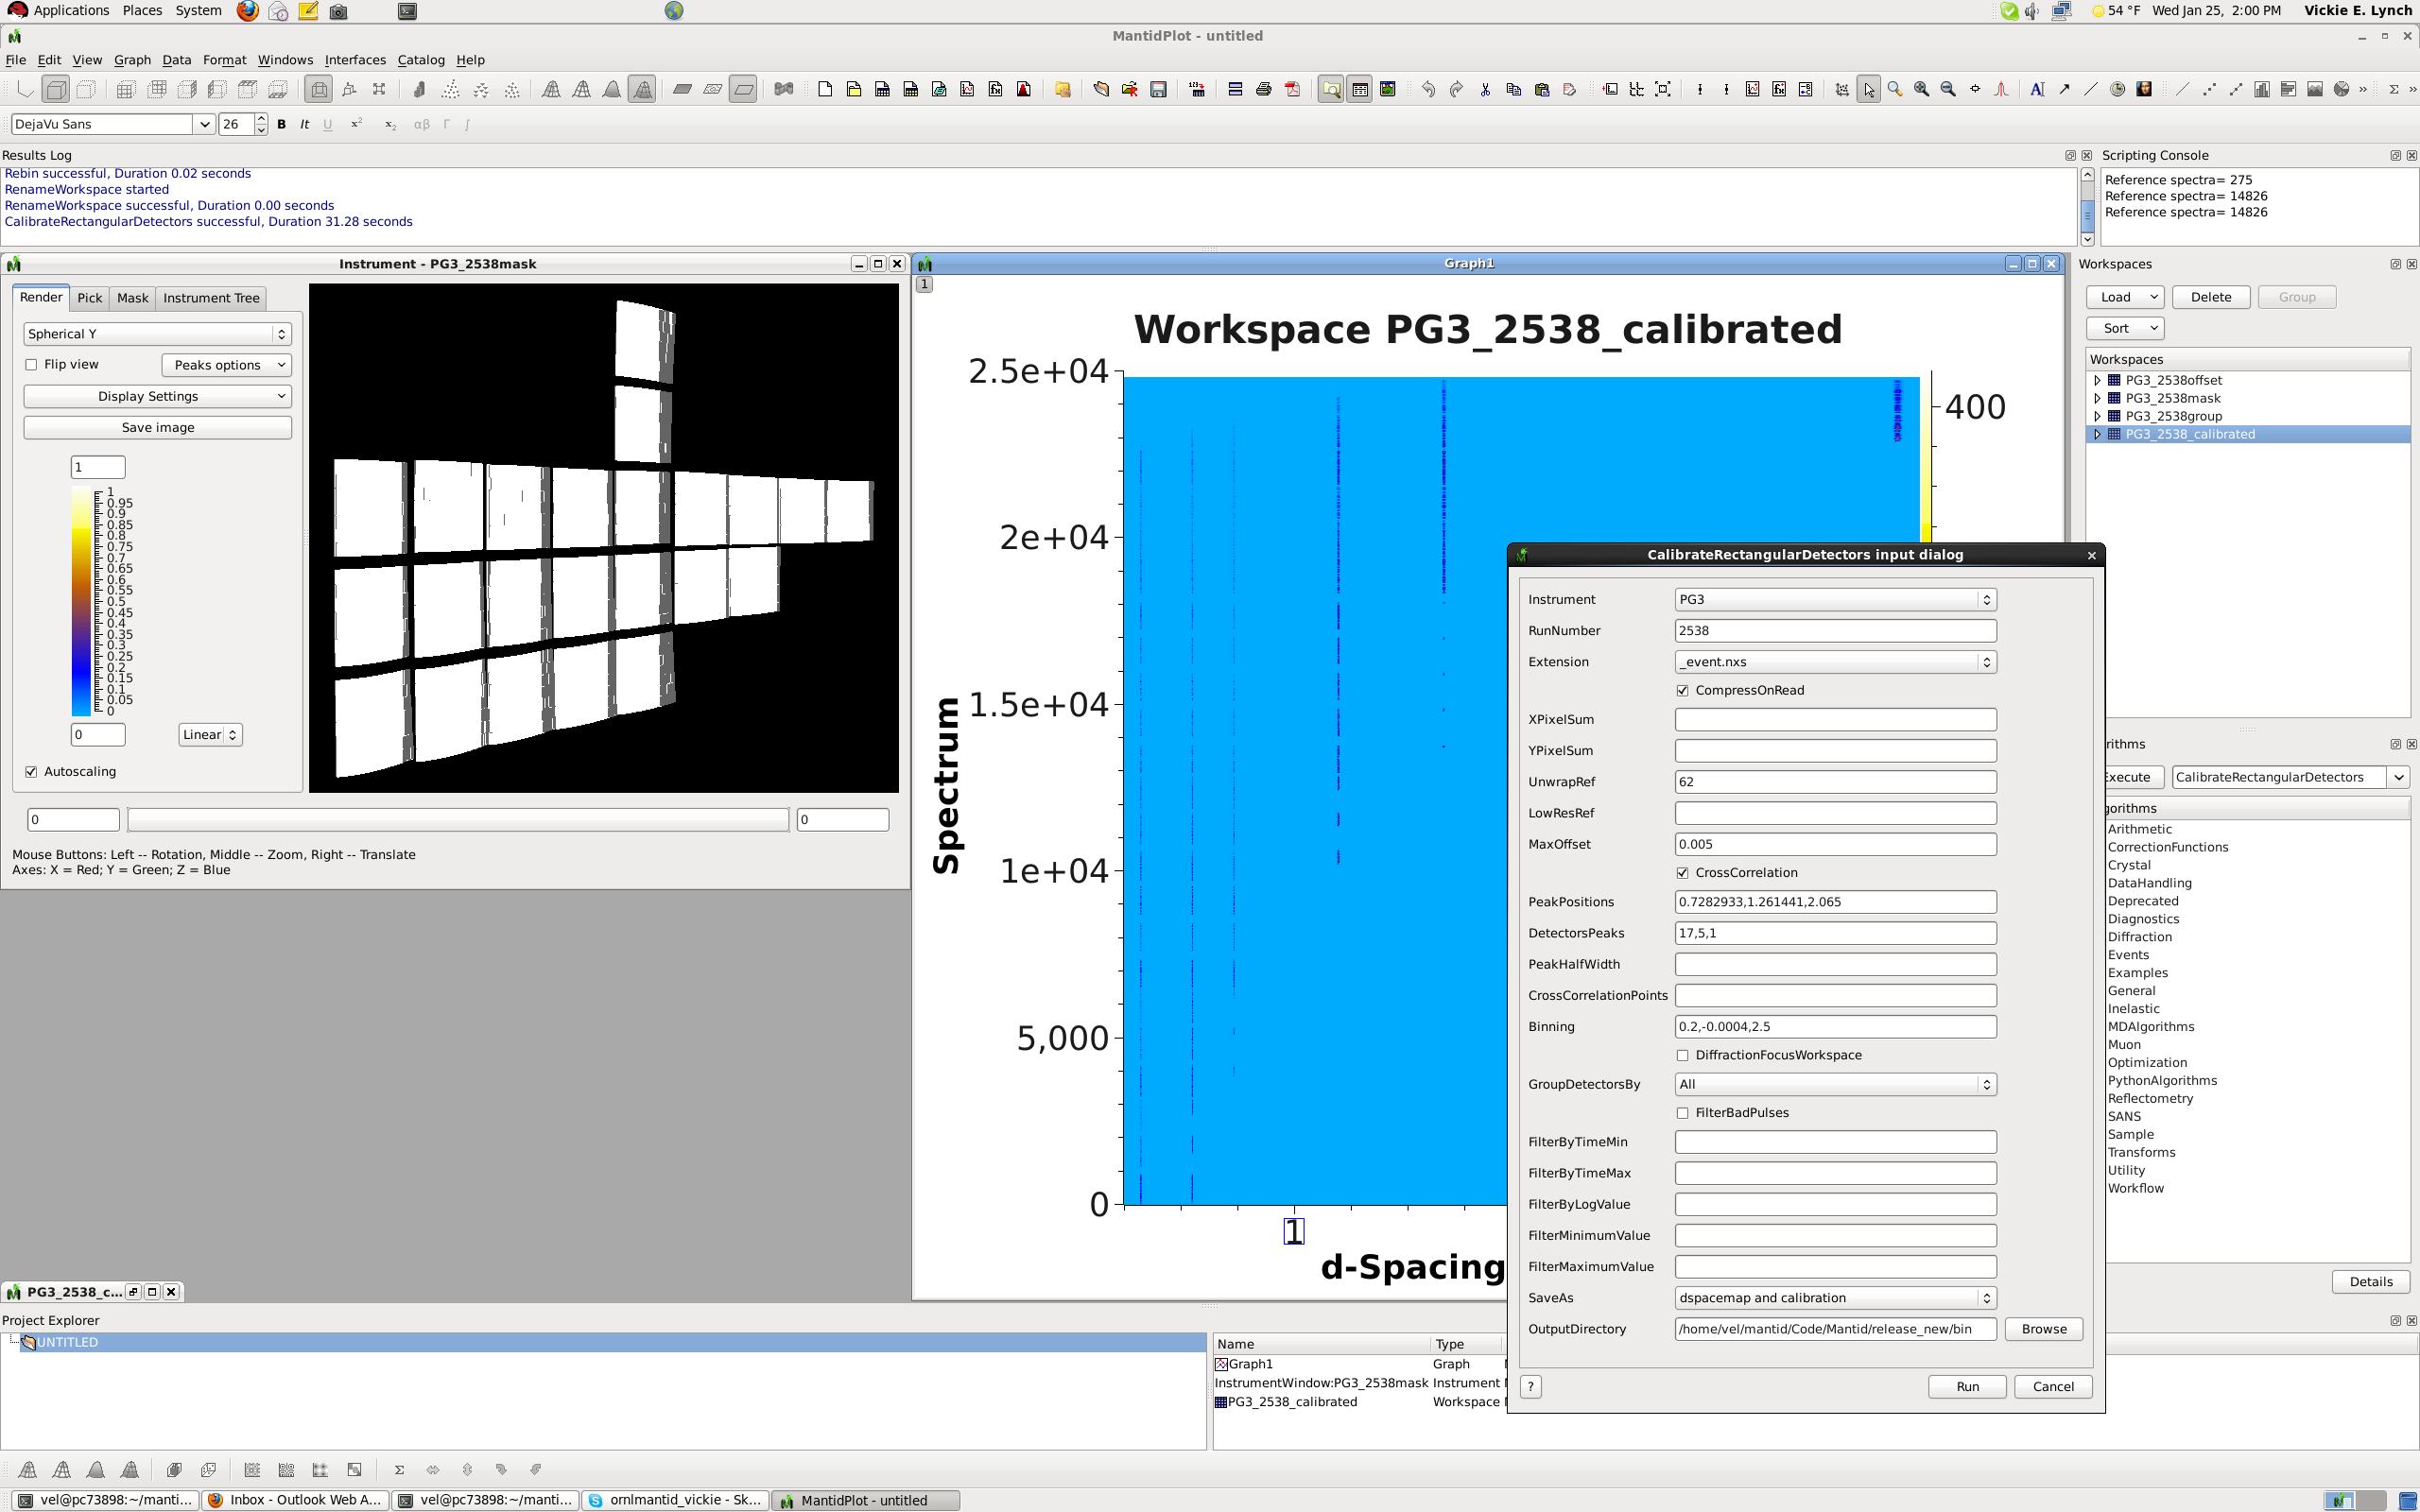 Applications Places System
54 °F Wed Jan 25, 2:00 PM Vickie E. Lynch
MantidPlot - untitled
File Edit View Graph Data Format Windows Interfaces Catalog Help
DejaVu Sans 26 B It U x² x₂ αβ Γ ∫
Results Log
Rebin successful, Duration 0.02 seconds
RenameWorkspace started
RenameWorkspace successful, Duration 0.00 seconds
CalibrateRectangularDetectors successful, Duration 31.28 seconds
Scripting Console
Reference spectra= 275
Reference spectra= 14826
Reference spectra= 14826
Instrument - PG3_2538mask
Render Pick Mask Instrument Tree
Spherical Y
Flip view Peaks options
Display Settings
Save image
1
1
0.95
0.9
0.85
0.8
0.75
0.7
0.65
0.6
0.55
0.5
0.45
0.4
0.35
0.3
0.25
0.2
0.15
0.1
0.05
0
0 Linear
Autoscaling
0 0
Mouse Buttons: Left -- Rotation, Middle -- Zoom, Right -- Translate
Axes: X = Red; Y = Green; Z = Blue
Graph1
1
Workspace PG3_2538_calibrated
2.5e+04
2e+04
1.5e+04
1e+04
5,000
0
Spectrum
1
d-Spacing
400
Workspaces
Load Delete Group
Sort
Workspaces
PG3_2538offset
PG3_2538mask
PG3_2538group
PG3_2538_calibrated
CalibrateRectangularDetectors input dialog
Instrument PG3
RunNumber 2538
Extension _event.nxs
CompressOnRead
XPixelSum
YPixelSum
UnwrapRef 62
LowResRef
MaxOffset 0.005
CrossCorrelation
PeakPositions 0.7282933,1.261441,2.065
DetectorsPeaks 17,5,1
PeakHalfWidth
CrossCorrelationPoints
Binning 0.2,-0.0004,2.5
DiffractionFocusWorkspace
GroupDetectorsBy All
FilterBadPulses
FilterByTimeMin
FilterByTimeMax
FilterByLogValue
FilterMinimumValue
FilterMaximumValue
SaveAs dspacemap and calibration
OutputDirectory /home/vel/mantid/Code/Mantid/release_new/bin Browse
? Run Cancel
rithms
Execute CalibrateRectangularDetectors
gorithms
Arithmetic
CorrectionFunctions
Crystal
DataHandling
Deprecated
Diagnostics
Diffraction
Events
Examples
General
Inelastic
MDAlgorithms
Muon
Optimization
PythonAlgorithms
Reflectometry
SANS
Sample
Transforms
Utility
Workflow
Details
PG3_2538_c...
Project Explorer
UNTITLED
Name Type
Graph1 Graph
InstrumentWindow:PG3_2538mask Instrument
PG3_2538_calibrated Workspace
vel@pc73898:~/manti... Inbox - Outlook Web A... vel@pc73898:~/manti... ornlmantid_vickie - Sk... MantidPlot - untitled